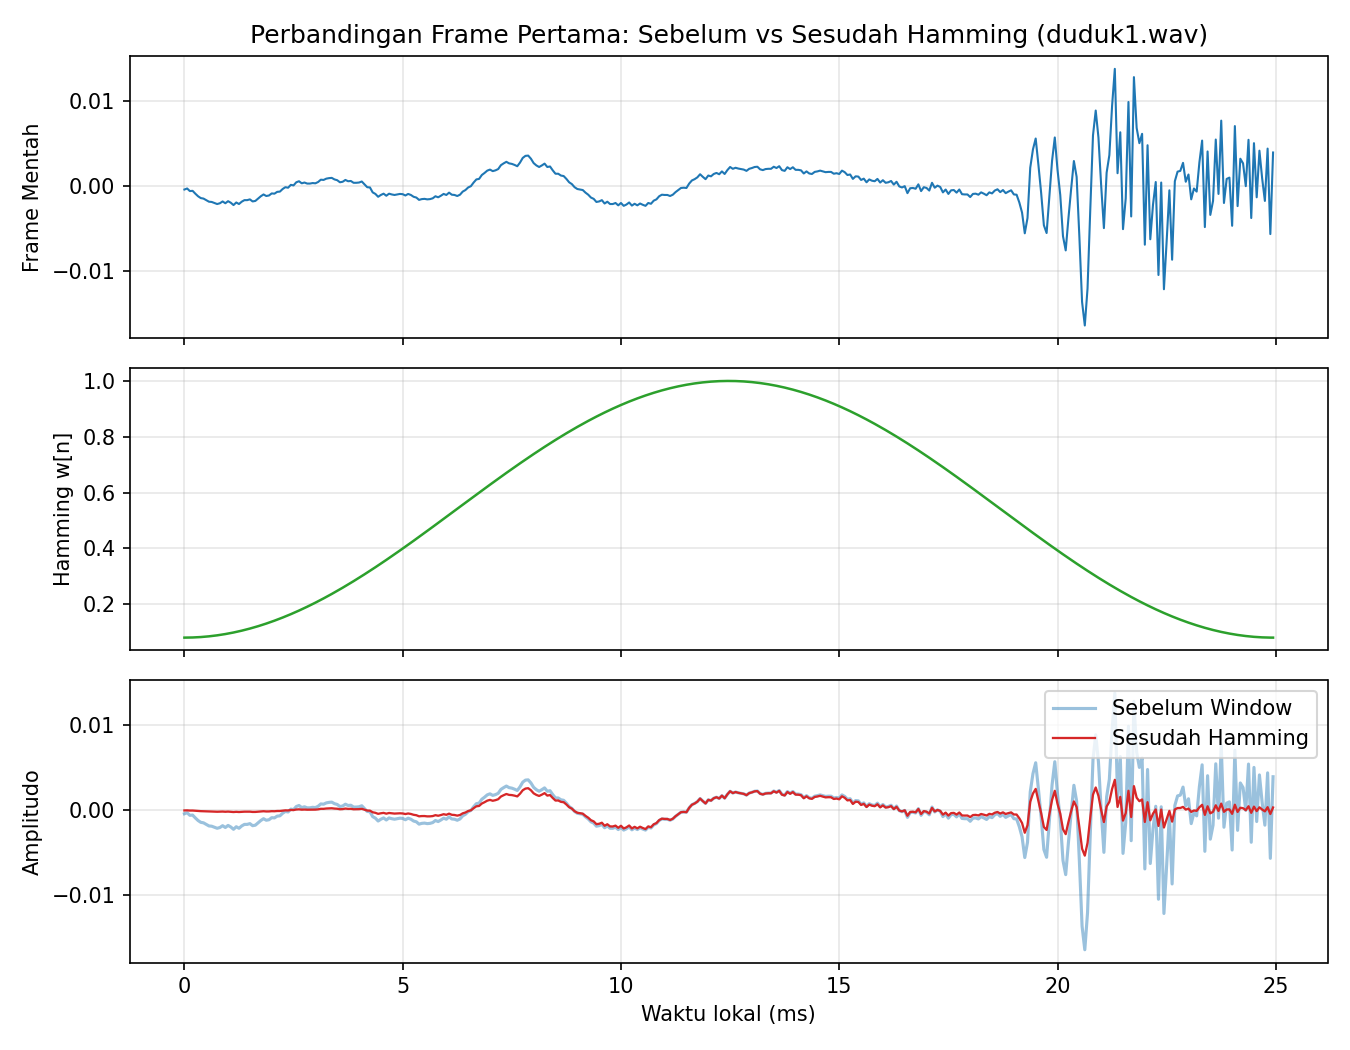 Perbandingan Frame Pertama: Sebelum vs Sesudah Hamming (duduk1.wav)
Frame Mentah
0.01
0.00
−0.01
Hamming w[n]
1.0
0.8
0.6
0.4
0.2
Amplitudo
0.01
0.00
−0.01
Sebelum Window
Sesudah Hamming
0 5 10 15 20 25
Waktu lokal (ms)